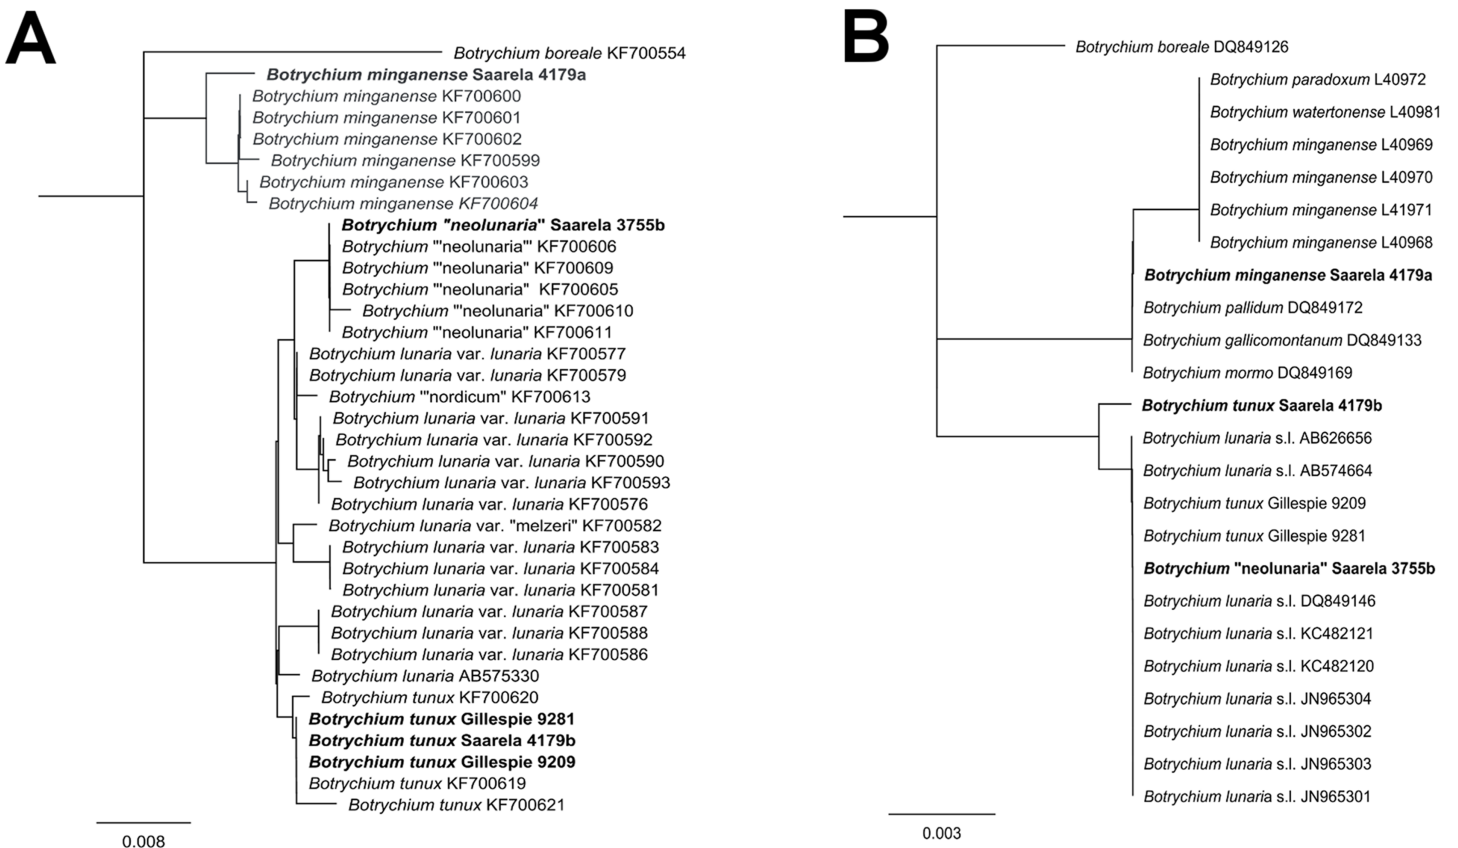 A
Botrychium boreale KF700554
Botrychium minganense Saarela 4179a
Botrychium minganense KF700600
Botrychium minganense KF700601
Botrychium minganense KF700602
Botrychium minganense KF700599
Botrychium minganense KF700603
Botrychium minganense KF700604
Botrychium "neolunaria" Saarela 3755b
Botrychium "'neolunaria"' KF700606
Botrychium "'neolunaria" KF700609
Botrychium "'neolunaria" KF700605
Botrychium "'neolunaria" KF700610
Botrychium "'neolunaria" KF700611
Botrychium lunaria var. lunaria KF700577
Botrychium lunaria var. lunaria KF700579
Botrychium "'nordicum" KF700613
Botrychium lunaria var. lunaria KF700591
Botrychium lunaria var. lunaria KF700592
Botrychium lunaria var. lunaria KF700590
Botrychium lunaria var. lunaria KF700593
Botrychium lunaria var. lunaria KF700576
Botrychium lunaria var. "melzeri" KF700582
Botrychium lunaria var. lunaria KF700583
Botrychium lunaria var. lunaria KF700584
Botrychium lunaria var. lunaria KF700581
Botrychium lunaria var. lunaria KF700587
Botrychium lunaria var. lunaria KF700588
Botrychium lunaria var. lunaria KF700586
Botrychium lunaria AB575330
Botrychium tunux KF700620
Botrychium tunux Gillespie 9281
Botrychium tunux Saarela 4179b
Botrychium tunux Gillespie 9209
Botrychium tunux KF700619
Botrychium tunux KF700621
0.008
B
Botrychium boreale DQ849126
Botrychium paradoxum L40972
Botrychium watertonense L40981
Botrychium minganense L40969
Botrychium minganense L40970
Botrychium minganense L41971
Botrychium minganense L40968
Botrychium minganense Saarela 4179a
Botrychium pallidum DQ849172
Botrychium gallicomontanum DQ849133
Botrychium mormo DQ849169
Botrychium tunux Saarela 4179b
Botrychium lunaria s.l. AB626656
Botrychium lunaria s.l. AB574664
Botrychium tunux Gillespie 9209
Botrychium tunux Gillespie 9281
Botrychium "neolunaria" Saarela 3755b
Botrychium lunaria s.l. DQ849146
Botrychium lunaria s.l. KC482121
Botrychium lunaria s.l. KC482120
Botrychium lunaria s.l. JN965304
Botrychium lunaria s.l. JN965302
Botrychium lunaria s.l. JN965303
Botrychium lunaria s.l. JN965301
0.003